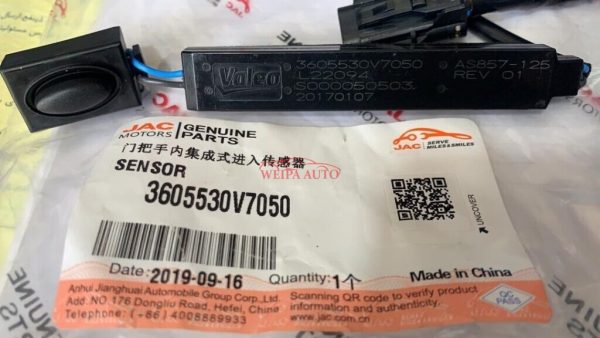 Valeo
3605530V7050
L22094
S000050503
20170107
AS857-125
REV 01
JAC
MOTORS
GENUINE
PARTS
JAC
SERVE
MILES&SMILES
门把手内集成式进入传感器
WEIPA AUTO
SENSOR
3605530V7050
UNCOVER
Date:2019-09-16
Quantity:1个
Made in China
Anhui Jianghuai Automobile Group Corp.,Ltd.
Add.NO.176 Dongliu Road, Hefei, China
Telephone:(+86)4008889933
Scanning QR code to verify product
information and authenticity.
www.jac.com.cn
QC
PASS